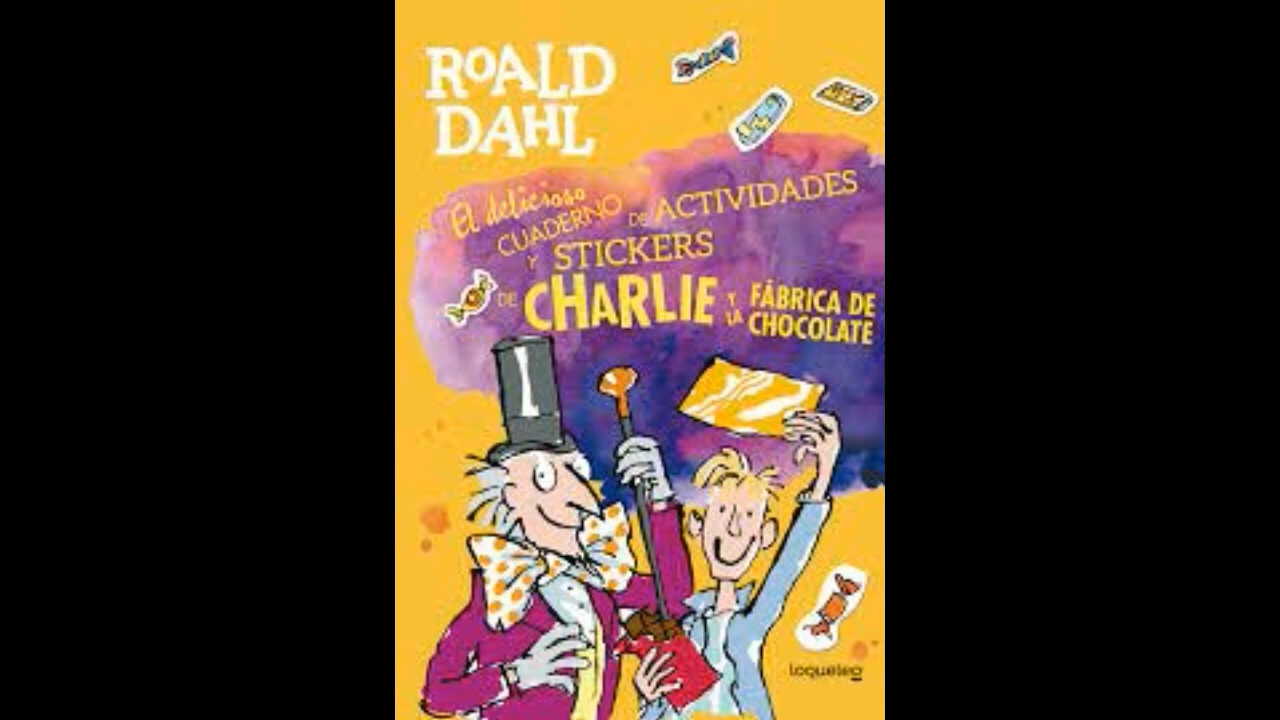 ROALD
DAHL
El delicioso
CUADERNO DE ACTIVIDADES
Y STICKERS
DE CHARLIE Y LA FÁBRICA DE
CHOCOLATE
loqueleo